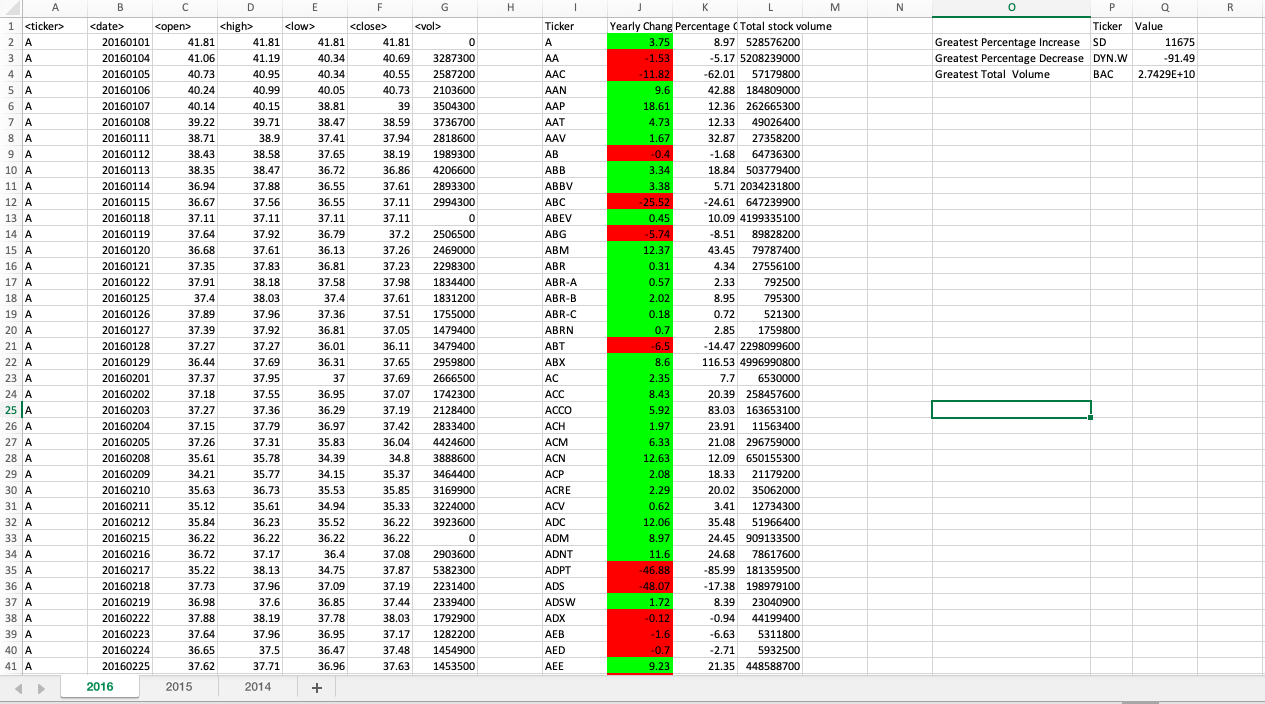 A B C D E F G H I J K L M N O P Q R
1 <ticker> <date> <open> <high> <low> <close> <vol> Ticker Yearly Chang Percentage C Total stock volume Ticker Value
2 A 20160101 41.81 41.81 41.81 41.81 0 A 3.75 8.97 528576200 Greatest Percentage Increase SD 11675
3 A 20160104 41.06 41.19 40.34 40.69 3287300 AA -1.53 -5.17 5208239000 Greatest Percentage Decrease DYN.W -91.49
4 A 20160105 40.73 40.95 40.34 40.55 2587200 AAC -11.82 -62.01 57179800 Greatest Total Volume BAC 2.7429E+10
5 A 20160106 40.24 40.99 40.05 40.73 2103600 AAN 9.6 42.88 184809000
6 A 20160107 40.14 40.15 38.81 39 3504300 AAP 18.61 12.36 262665300
7 A 20160108 39.22 39.71 38.47 38.59 3736700 AAT 4.73 12.33 49026400
8 A 20160111 38.71 38.9 37.41 37.94 2818600 AAV 1.67 32.87 27358200
9 A 20160112 38.43 38.58 37.65 38.19 1989300 AB -0.4 -1.68 64736300
10 A 20160113 38.35 38.47 36.72 36.86 4206600 ABB 3.34 18.84 503779400
11 A 20160114 36.94 37.88 36.55 37.61 2893300 ABBV 3.38 5.71 2034231800
12 A 20160115 36.67 37.56 36.55 37.11 2994300 ABC -25.52 -24.61 647239900
13 A 20160118 37.11 37.11 37.11 37.11 0 ABEV 0.45 10.09 4199335100
14 A 20160119 37.64 37.92 36.79 37.2 2506500 ABG -5.74 -8.51 89828200
15 A 20160120 36.68 37.61 36.13 37.26 2469000 ABM 12.37 43.45 79787400
16 A 20160121 37.35 37.83 36.81 37.23 2298300 ABR 0.31 4.34 27556100
17 A 20160122 37.91 38.18 37.58 37.98 1834400 ABR-A 0.57 2.33 792500
18 A 20160125 37.4 38.03 37.4 37.61 1831200 ABR-B 2.02 8.95 795300
19 A 20160126 37.89 37.96 37.36 37.51 1755000 ABR-C 0.18 0.72 521300
20 A 20160127 37.39 37.92 36.81 37.05 1479400 ABRN 0.7 2.85 1759800
21 A 20160128 37.27 37.27 36.01 36.11 3479400 ABT -6.5 -14.47 2298099600
22 A 20160129 36.44 37.69 36.31 37.65 2959800 ABX 8.6 116.53 4996990800
23 A 20160201 37.37 37.95 37 37.69 2666500 AC 2.35 7.7 6530000
24 A 20160202 37.18 37.55 36.95 37.07 1742300 ACC 8.43 20.39 258457600
25 A 20160203 37.27 37.36 36.29 37.19 2128400 ACCO 5.92 83.03 163653100
26 A 20160204 37.15 37.79 36.97 37.42 2833400 ACH 1.97 23.91 11563400
27 A 20160205 37.26 37.31 35.83 36.04 4424600 ACM 6.33 21.08 296759000
28 A 20160208 35.61 35.78 34.39 34.8 3888600 ACN 12.63 12.09 650155300
29 A 20160209 34.21 35.77 34.15 35.37 3464400 ACP 2.08 18.33 21179200
30 A 20160210 35.63 36.73 35.53 35.85 3169900 ACRE 2.29 20.02 35062000
31 A 20160211 35.12 35.61 34.94 35.33 3224000 ACV 0.62 3.41 12734300
32 A 20160212 35.84 36.23 35.52 36.22 3923600 ADC 12.06 35.48 51966400
33 A 20160215 36.22 36.22 36.22 36.22 0 ADM 8.97 24.45 909133500
34 A 20160216 36.72 37.17 36.4 37.08 2903600 ADNT 11.6 24.68 78617600
35 A 20160217 35.22 38.13 34.75 37.87 5382300 ADPT -46.88 -85.99 181359500
36 A 20160218 37.73 37.96 37.09 37.19 2231400 ADS -48.07 -17.38 198979100
37 A 20160219 36.98 37.6 36.85 37.44 2339400 ADSW 1.72 8.39 23040900
38 A 20160222 37.88 38.19 37.78 38.03 1792900 ADX -0.12 -0.94 44199400
39 A 20160223 37.64 37.96 36.95 37.17 1282200 AEB -1.6 -6.63 5311800
40 A 20160224 36.65 37.5 36.47 37.48 1454900 AED -0.7 -2.71 5932500
41 A 20160225 37.62 37.71 36.96 37.63 1453500 AEE 9.23 21.35 448588700
2016 2015 2014 +